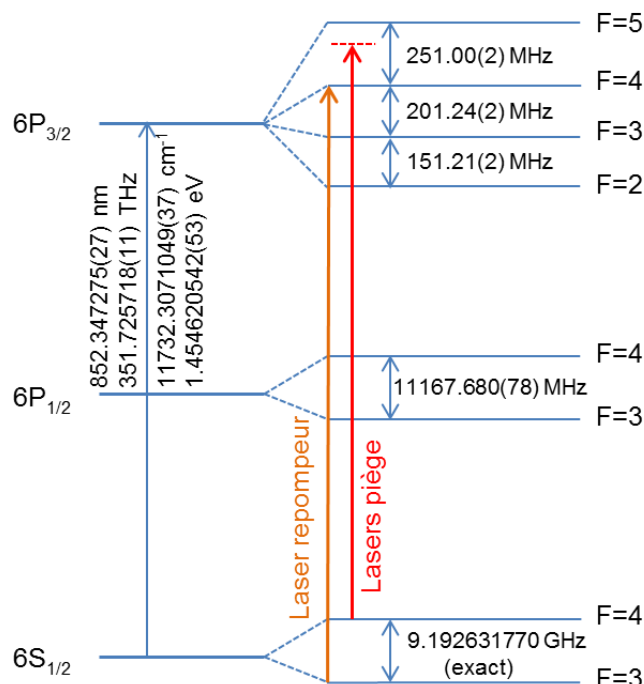 F=5
251.00(2) MHz
F=4
201.24(2) MHz
6P3/2
F=3
151.21(2) MHz
F=2
852.347275(27) nm
351.725718(11) THz
11732.3071049(37) cm-1
1.454620542(53) eV
F=4
6P1/2
11167.680(78) MHz
F=3
Laser repompeur
Lasers piège
F=4
6S1/2
9.192631770 GHz
(exact)
F=3